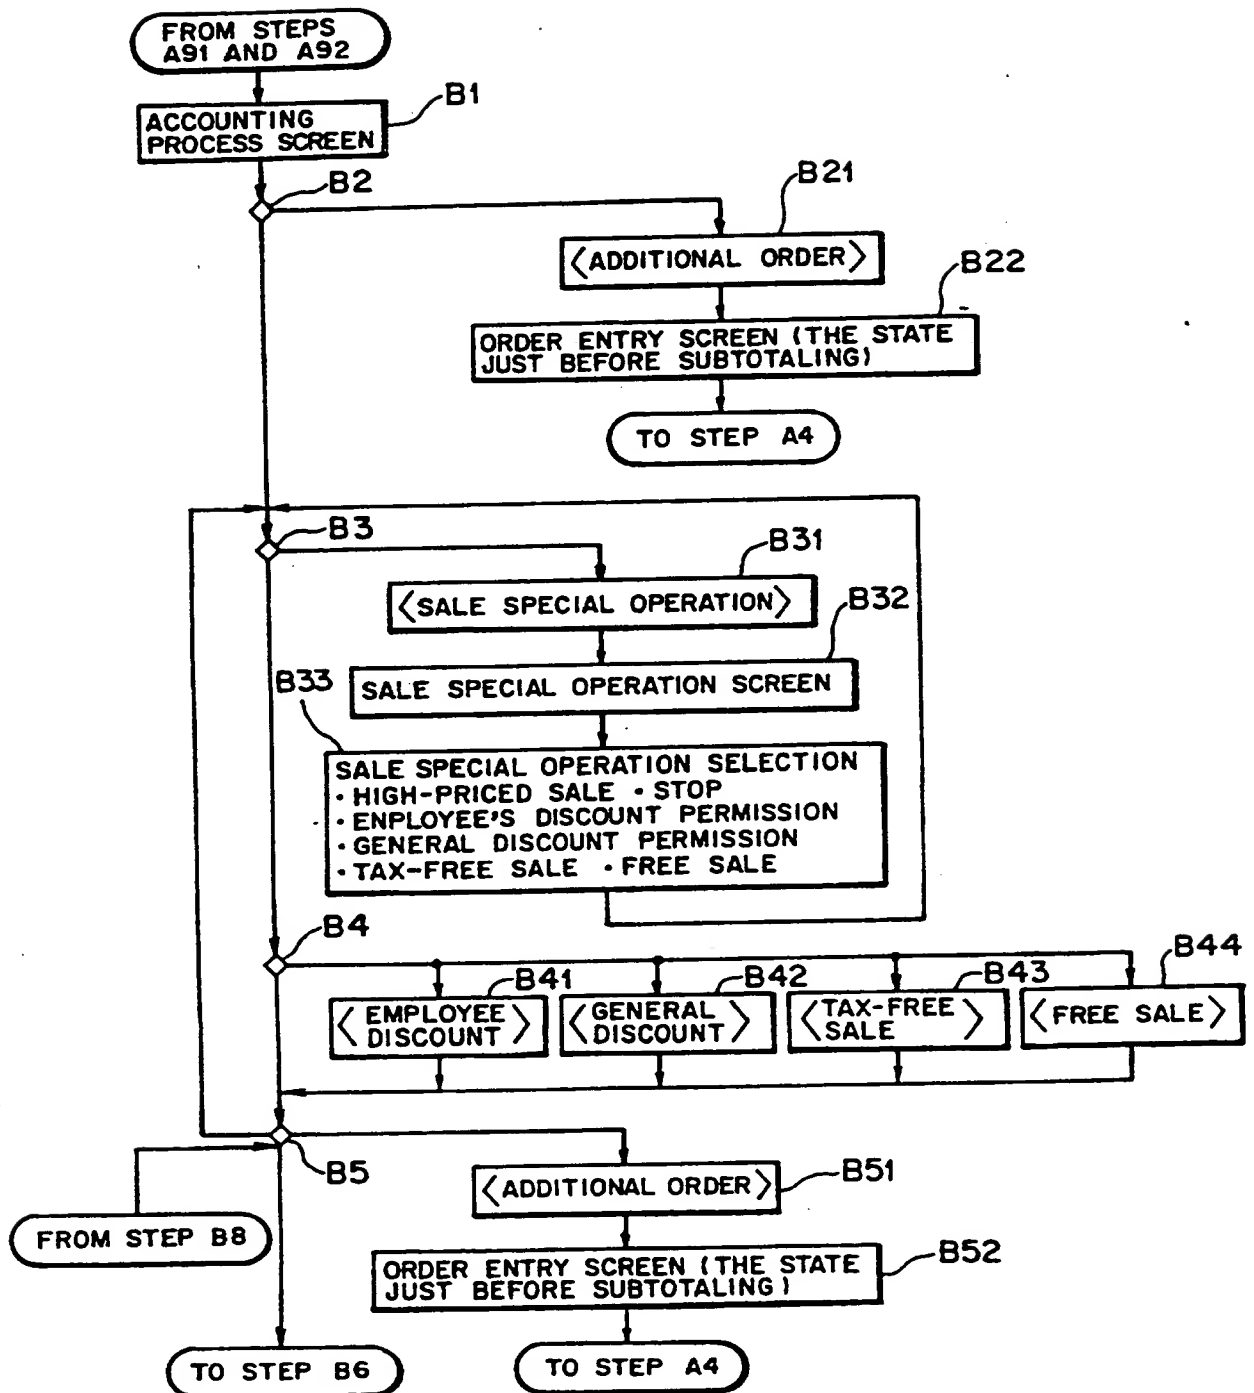 FROM STEPS
A91 AND A92
B1
ACCOUNTING
PROCESS SCREEN
B2
B21
〈ADDITIONAL ORDER〉
B22
ORDER ENTRY SCREEN (THE STATE
JUST BEFORE SUBTOTALING)
TO STEP A4
B3
B31
〈SALE SPECIAL OPERATION〉
B32
SALE SPECIAL OPERATION SCREEN
B33
SALE SPECIAL OPERATION SELECTION
・HIGH-PRICED SALE ・STOP
・ENPLOYEE'S DISCOUNT PERMISSION
・GENERAL DISCOUNT PERMISSION
・TAX-FREE SALE ・FREE SALE
B4
B41
〈EMPLOYEE
DISCOUNT〉
B42
〈GENERAL
DISCOUNT〉
B43
〈TAX-FREE
SALE〉
B44
〈FREE SALE〉
B5
B51
〈ADDITIONAL ORDER〉
FROM STEP B8
B52
ORDER ENTRY SCREEN (THE STATE
JUST BEFORE SUBTOTALING)
TO STEP B6
TO STEP A4